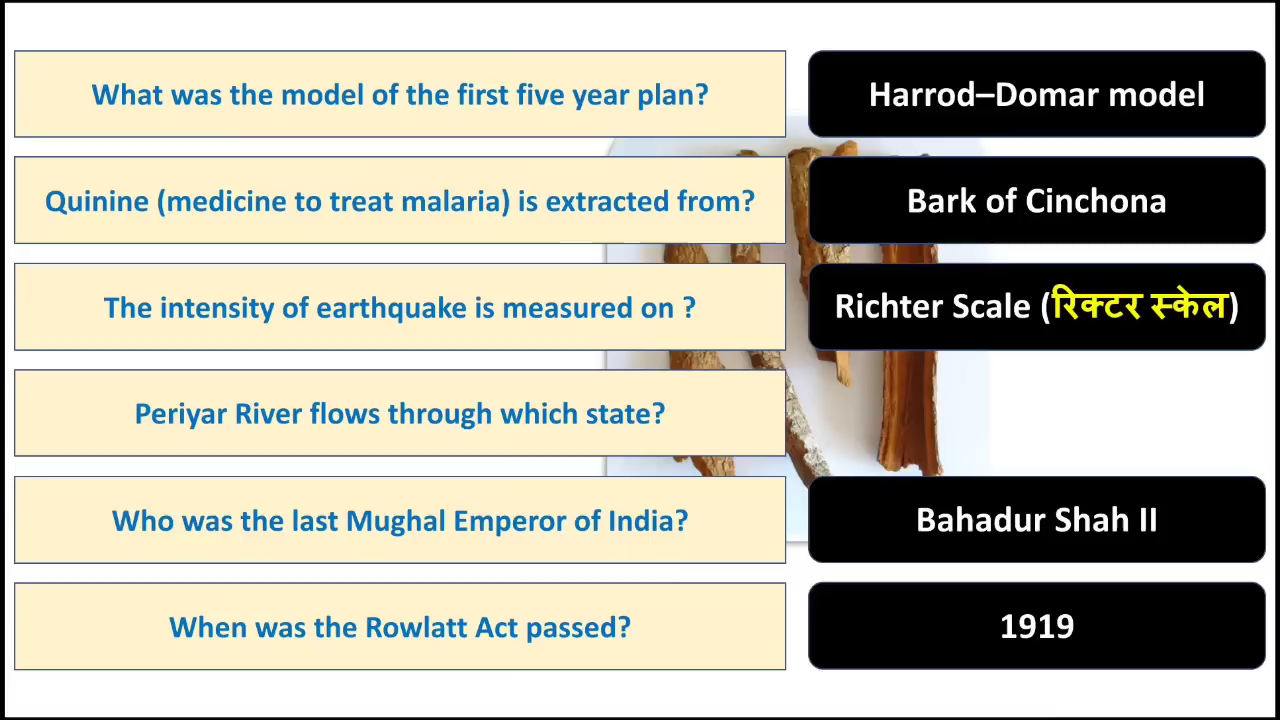 What was the model of the first five year plan?
Harrod–Domar model
Quinine (medicine to treat malaria) is extracted from?
Bark of Cinchona
The intensity of earthquake is measured on ?
Richter Scale (रिक्टर स्केल)
Periyar River flows through which state?
Who was the last Mughal Emperor of India?
Bahadur Shah II
When was the Rowlatt Act passed?
1919